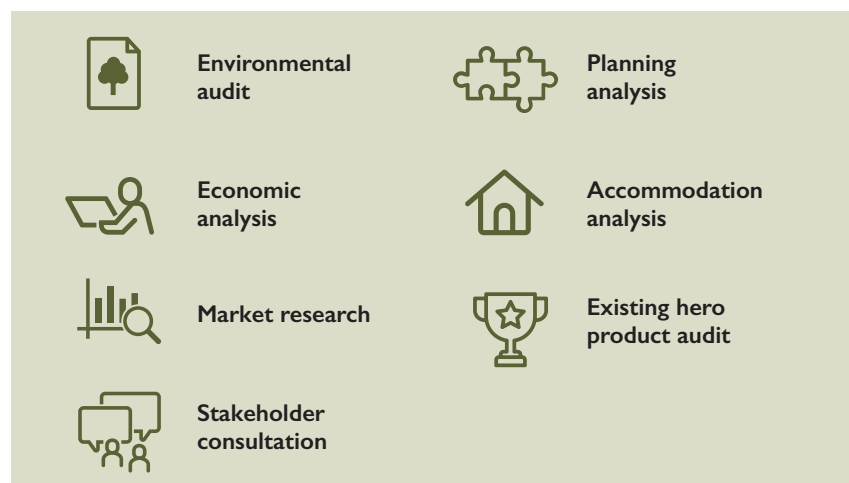 Environmental
audit
Economic
analysis
Market research
Stakeholder
consultation
Planning
analysis
Accommodation
analysis
Existing hero
product audit